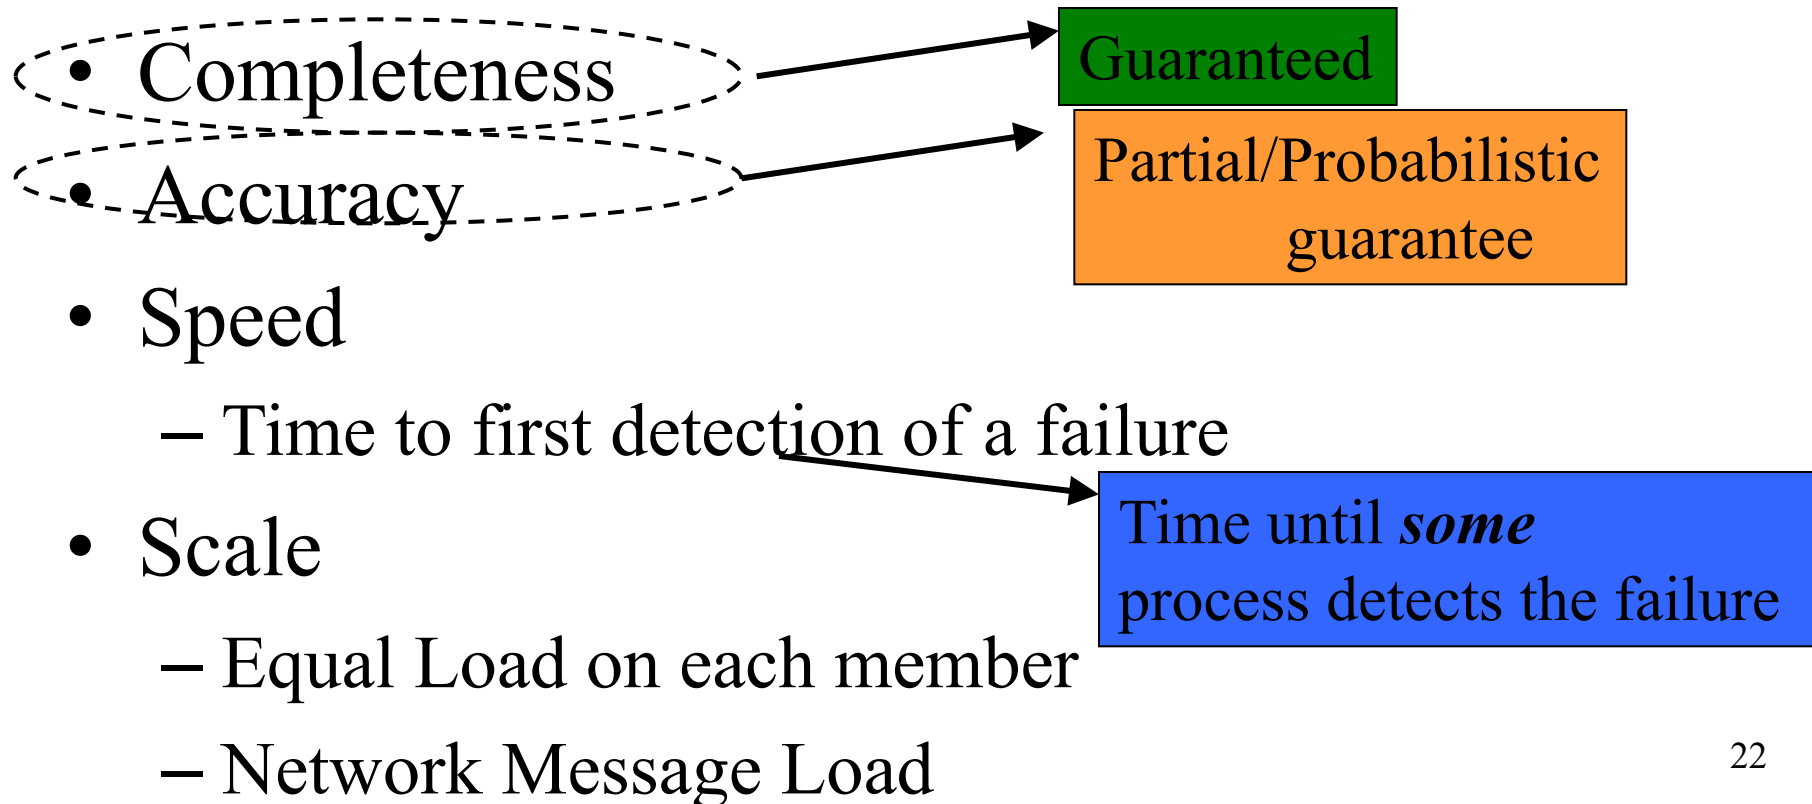 • Completeness
Guaranteed
• Accuracy
Partial/Probabilistic
guarantee
• Speed
– Time to first detection of a failure
• Scale
Time until some
process detects the failure
– Equal Load on each member
– Network Message Load
22